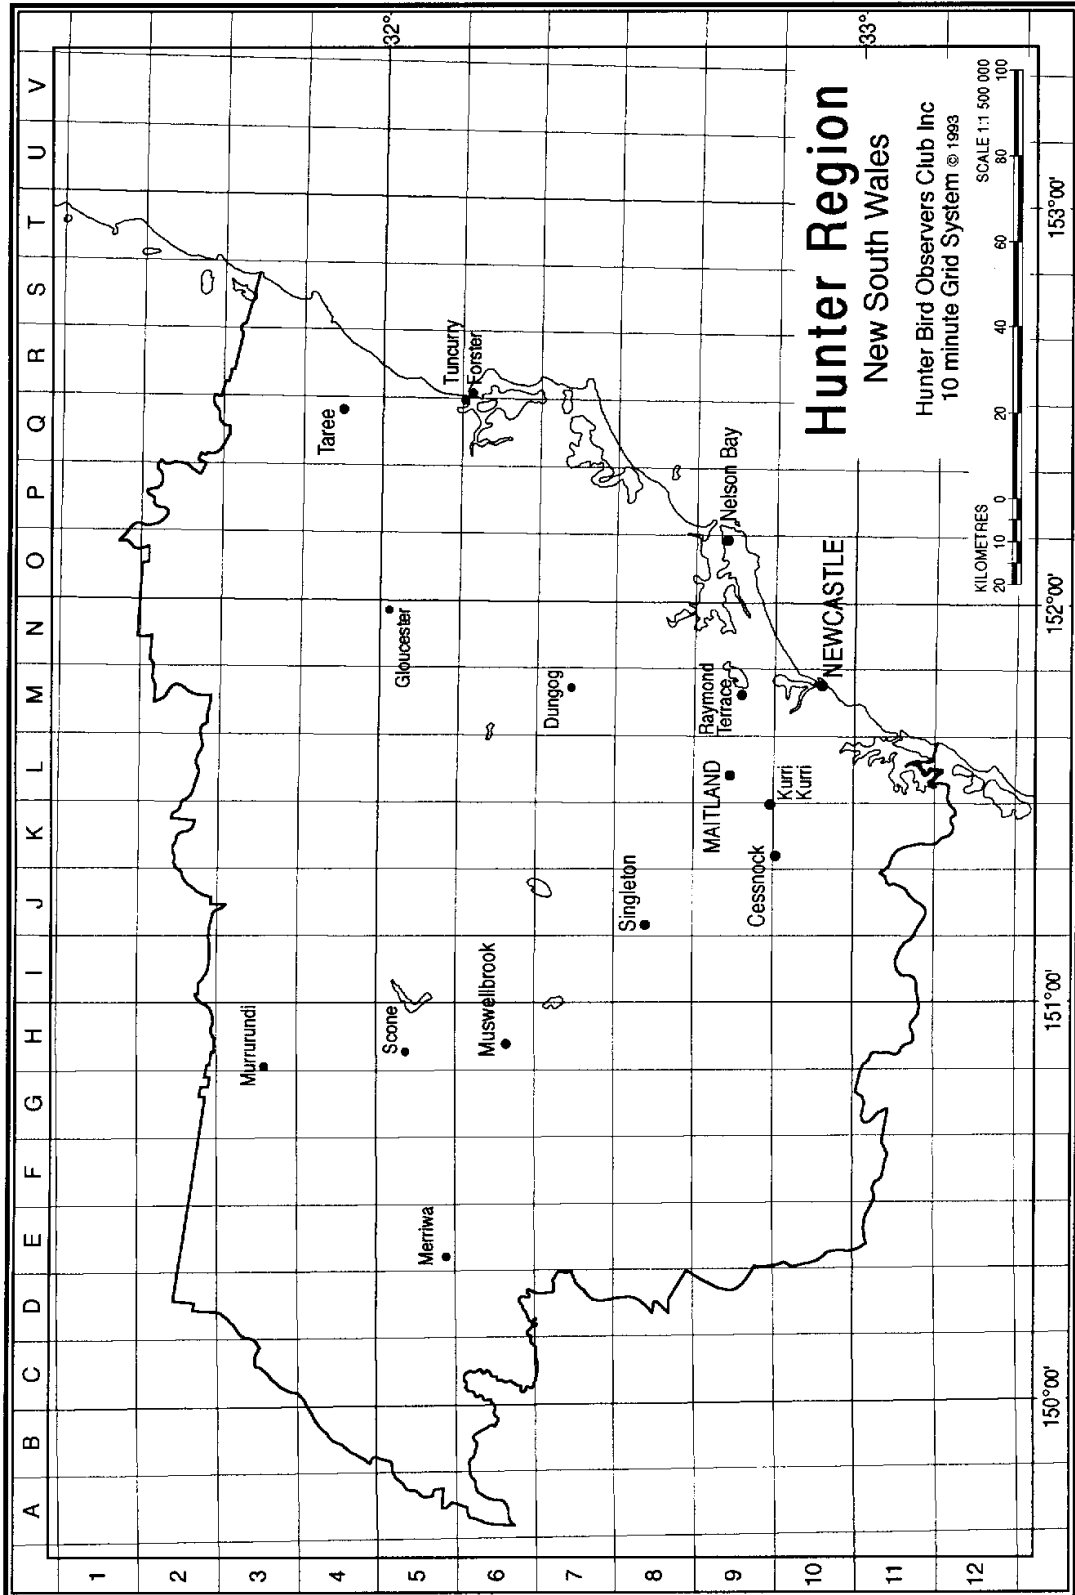 A B C D E F G H I J K L M N O P Q R S T U V
1
2
3
4
5
6
7
8
9
10
11
12
32°
33°
150°00'
151°00'
152°00'
153°00'
Murrurundi
Scone
Muswellbrook
Merriwa
Singleton
Cessnock
MAITLAND
Kurri
Kurri
Dungog
Gloucester
Raymond
Terrace
NEWCASTLE
Nelson Bay
Taree
Tuncurry
Forster
Hunter Region
New South Wales
Hunter Bird Observers Club Inc
10 minute Grid System © 1993
KILOMETRES
SCALE 1:1 500 000
20 10 0 20 40 60 80 100